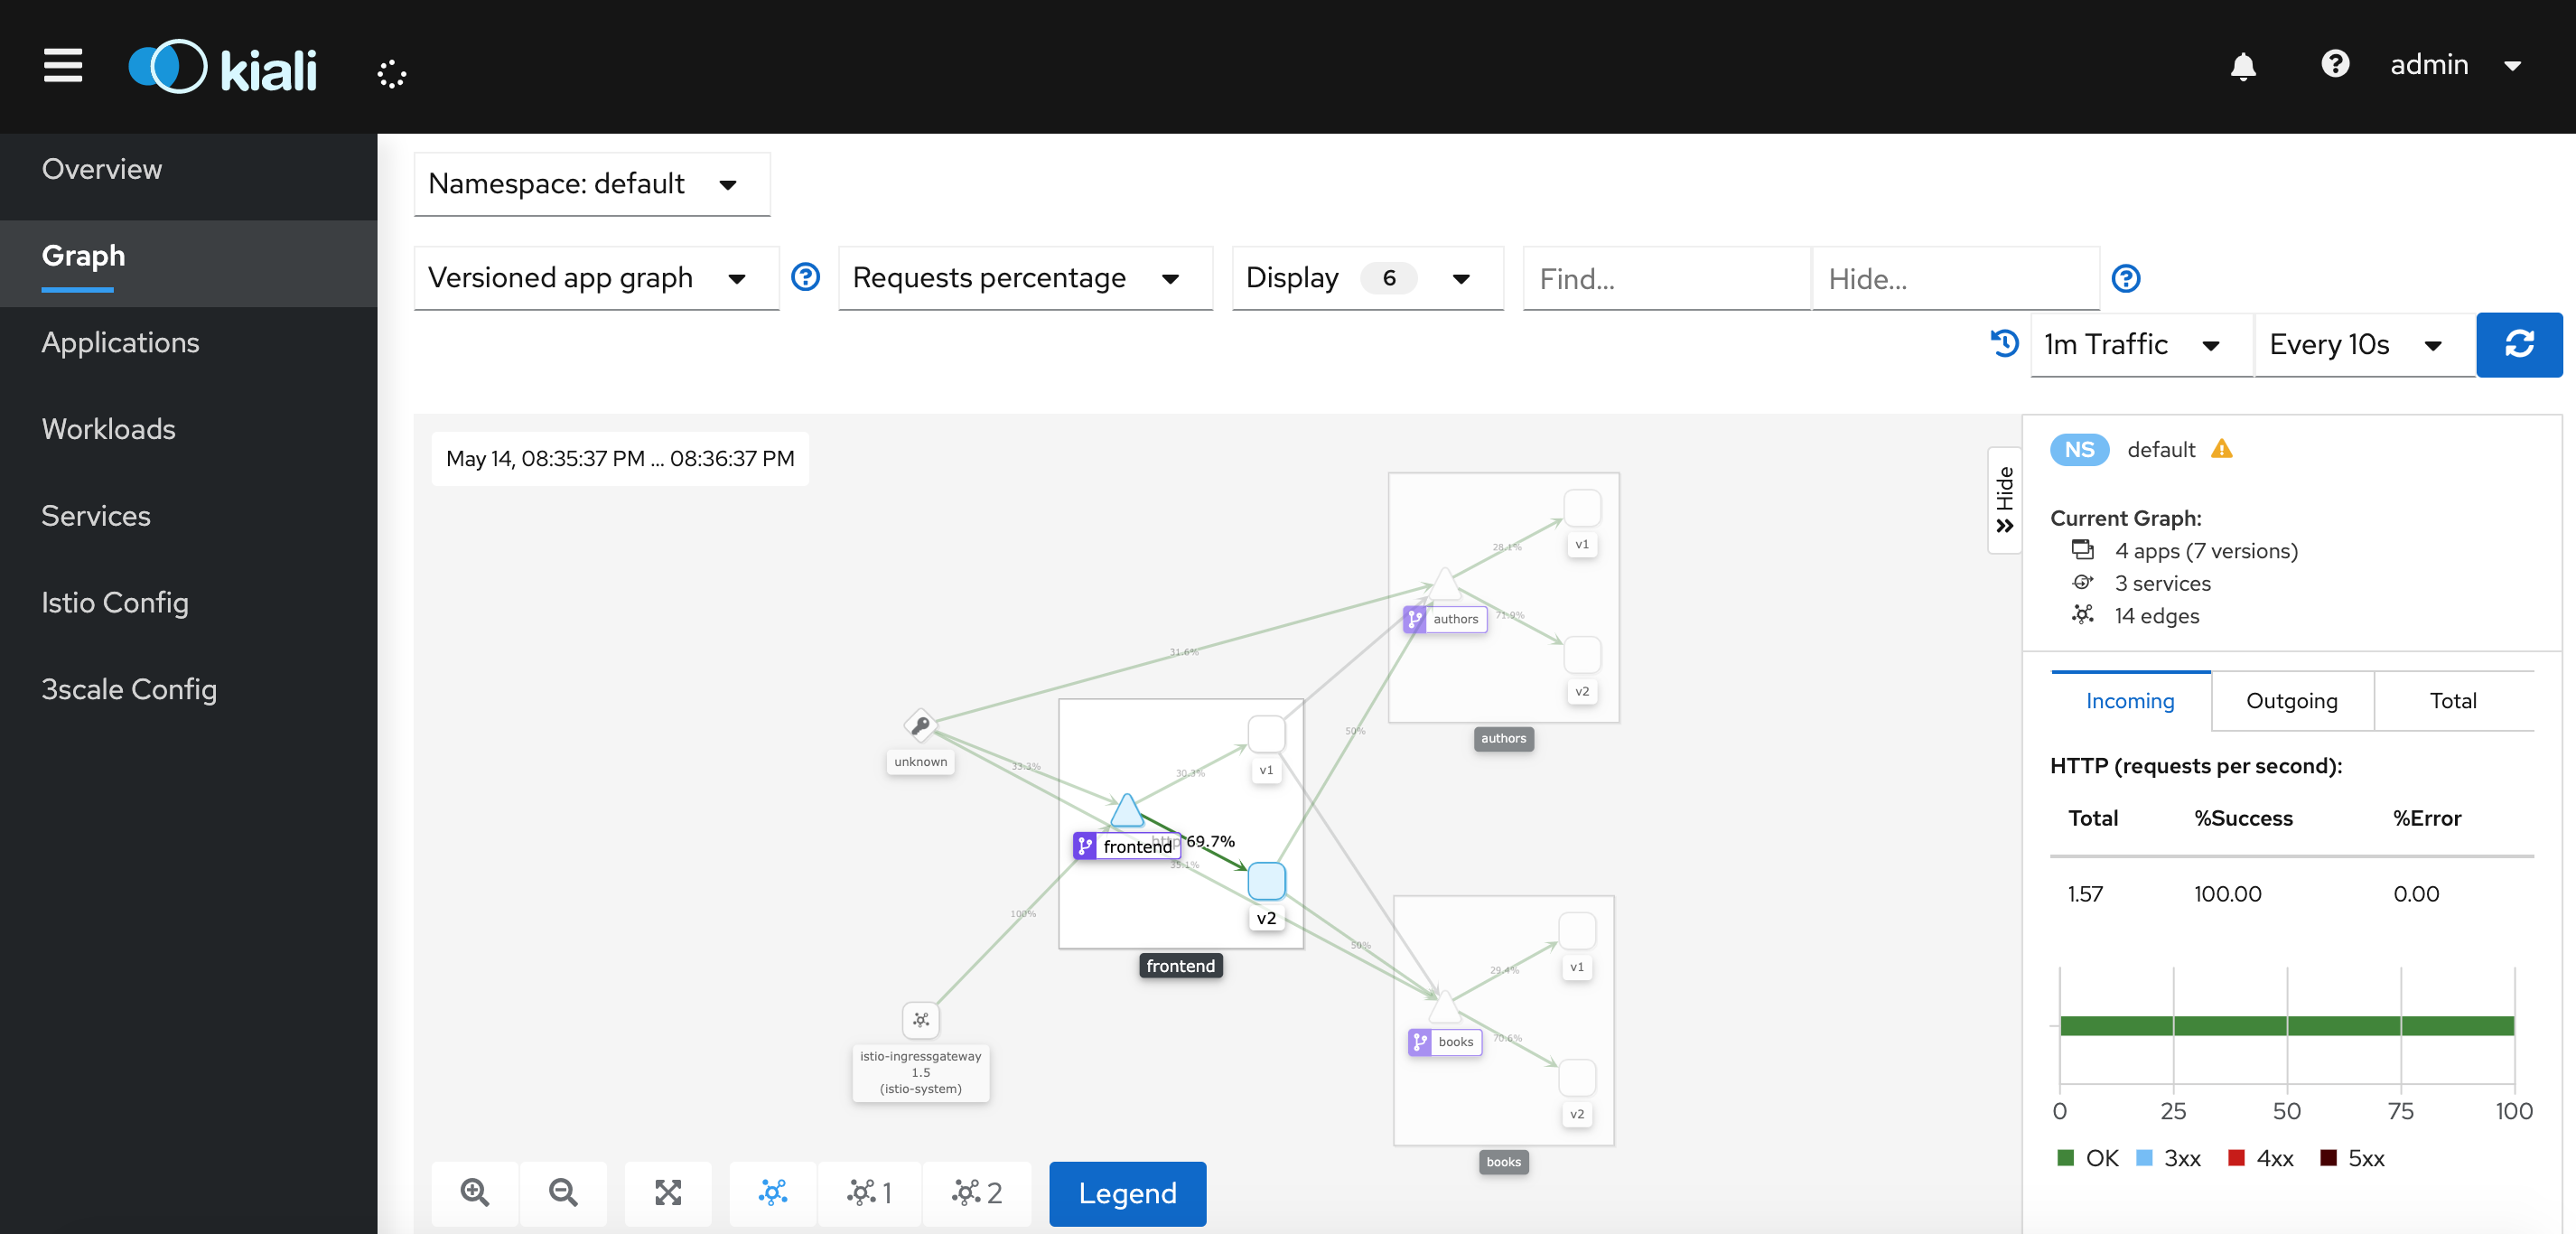 kiali
admin
Overview
Graph
Applications
Workloads
Services
Istio Config
3scale Config
Namespace: default
Versioned app graph
Requests percentage
Display 6
Find...
Hide...
1m Traffic
Every 10s
May 14, 08:35:37 PM ... 08:36:37 PM
Hide
28.1%
v1
authors
71.9%
v2
authors
31.6%
unknown
33.3%
30.3%
v1
50%
http 69.7%
frontend
35.1%
v2
frontend
100%
istio-ingressgateway
1.5
(istio-system)
50%
29.4%
v1
books
70.6%
v2
books
1
2
Legend
NS default
Current Graph:
4 apps (7 versions)
3 services
14 edges
Incoming
Outgoing
Total
HTTP (requests per second):
Total %Success %Error
1.57 100.00 0.00
0 25 50 75 100
OK 3xx 4xx 5xx